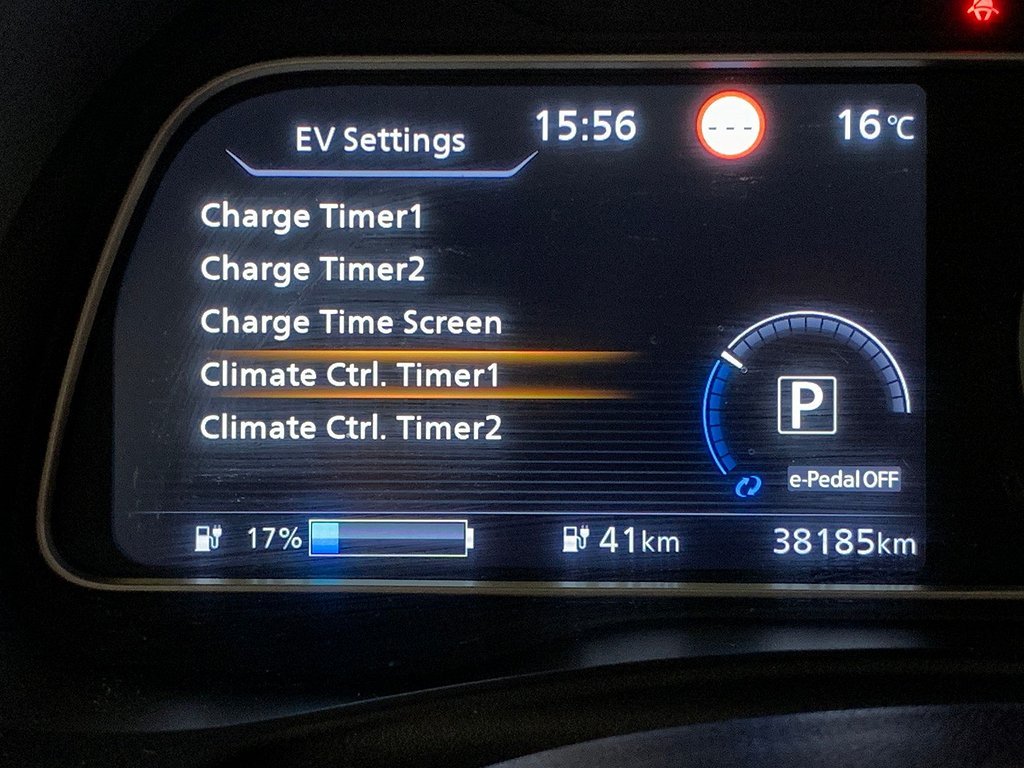 EV Settings
15:56
---
16°C
Charge Timer1
Charge Timer2
Charge Time Screen
Climate Ctrl. Timer1
Climate Ctrl. Timer2
P
e-Pedal OFF
17%
41km
38185km